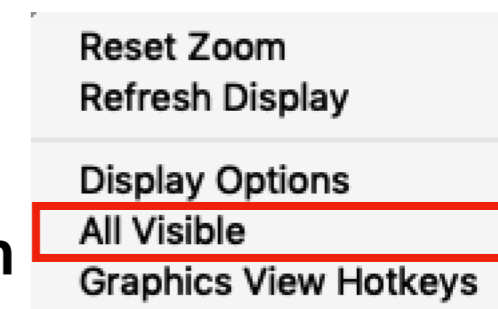 Reset Zoom
Refresh Display
Display Options
All Visible
n
Graphics View Hotkeys